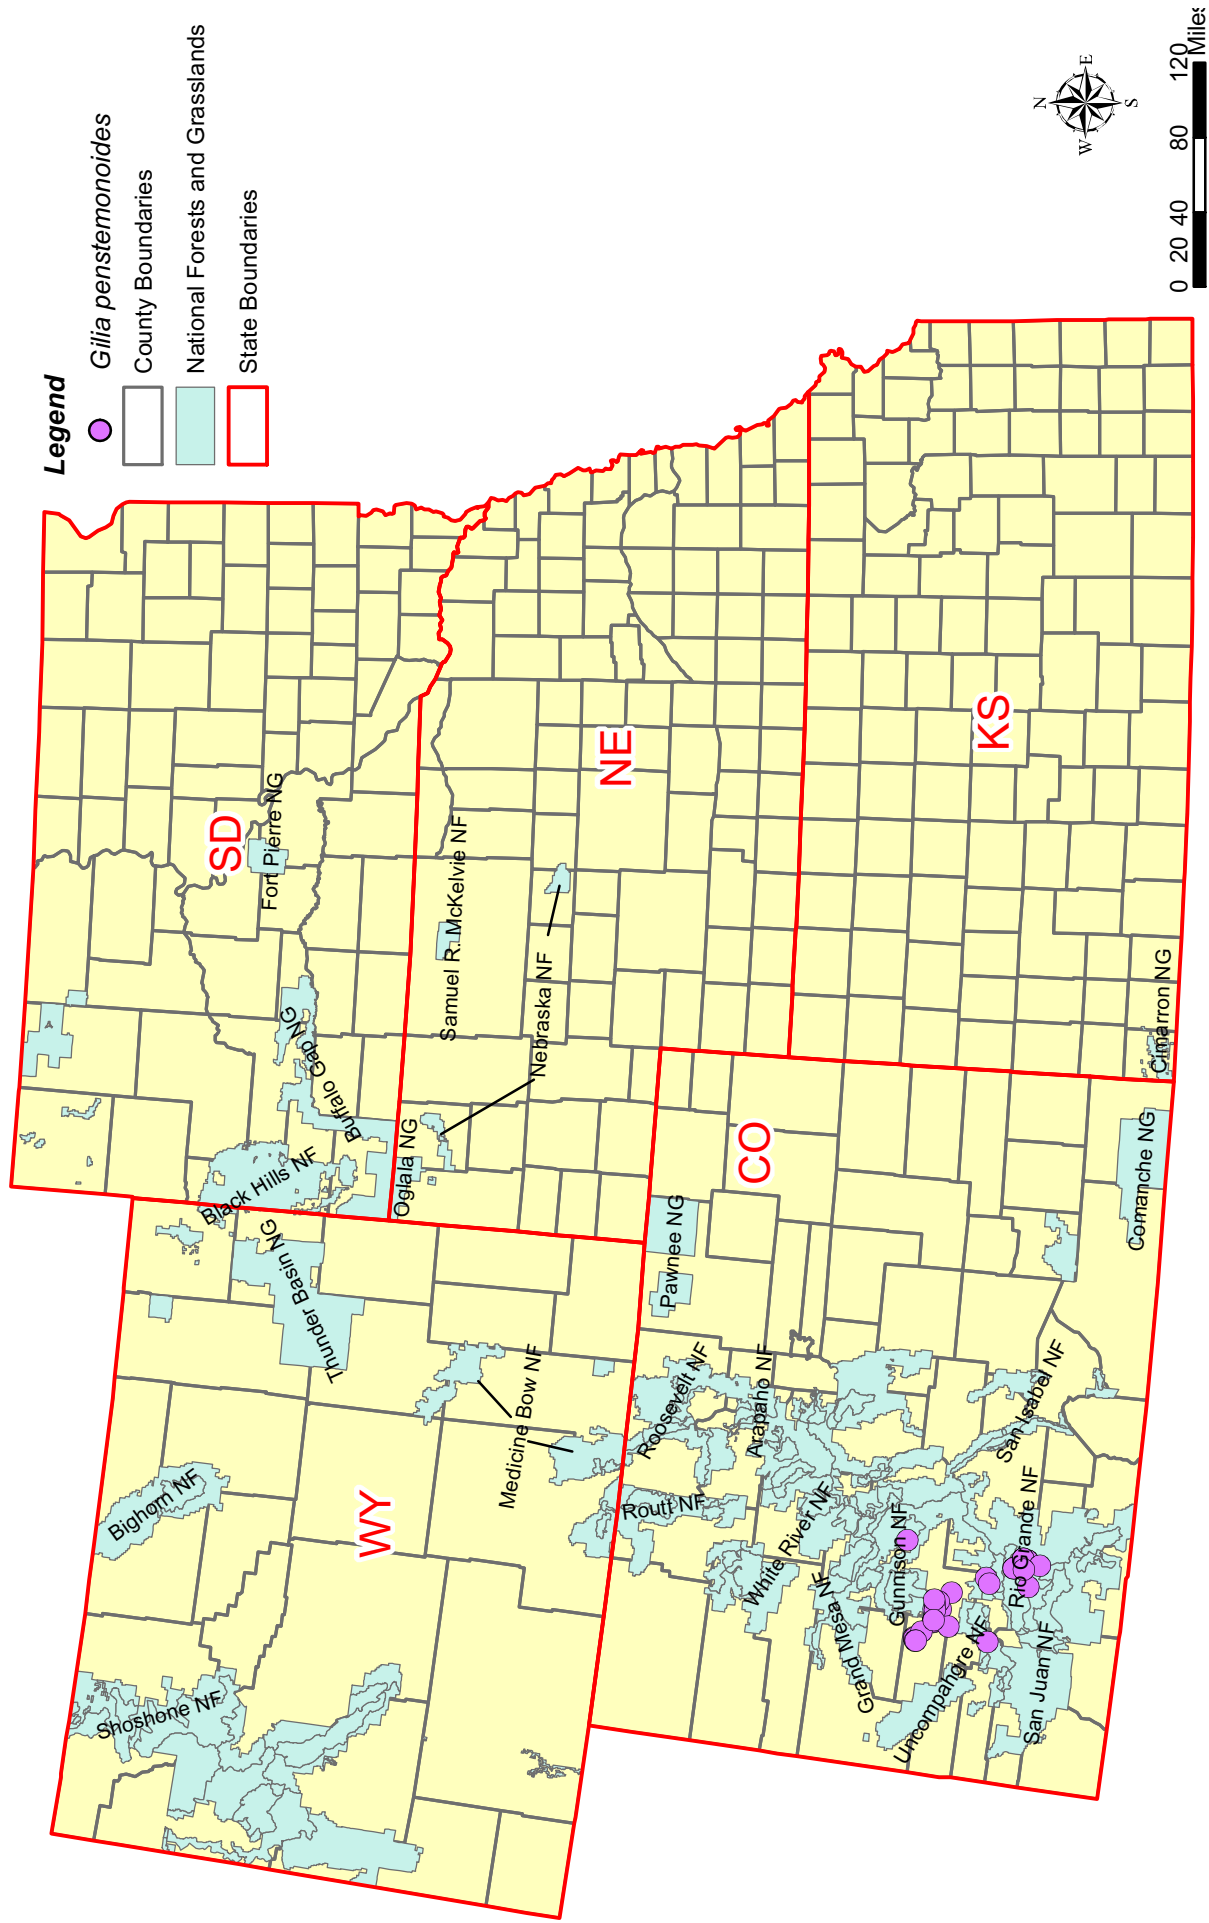 Legend
Gilia penstemonoides
County Boundaries
National Forests and Grasslands
State Boundaries
N
E
S
W
0 20 40 80 120
Miles
SD
Fort Pierre NG
Buffalo Gap NG
Black Hills NF
NE
Samuel R. McKelvie NF
Nebraska NF
Oglala NG
KS
Cimarron NG
WY
Thunder Basin NG
Medicine Bow NF
Bighorn NF
Shoshone NF
CO
Pawnee NG
Comanche NG
Roosevelt NF
Arapaho NF
Routt NF
White River NF
Grand Mesa NF
Gunnison NF
Uncompahgre NF
San Isabel NF
Rio Grande NF
San Juan NF